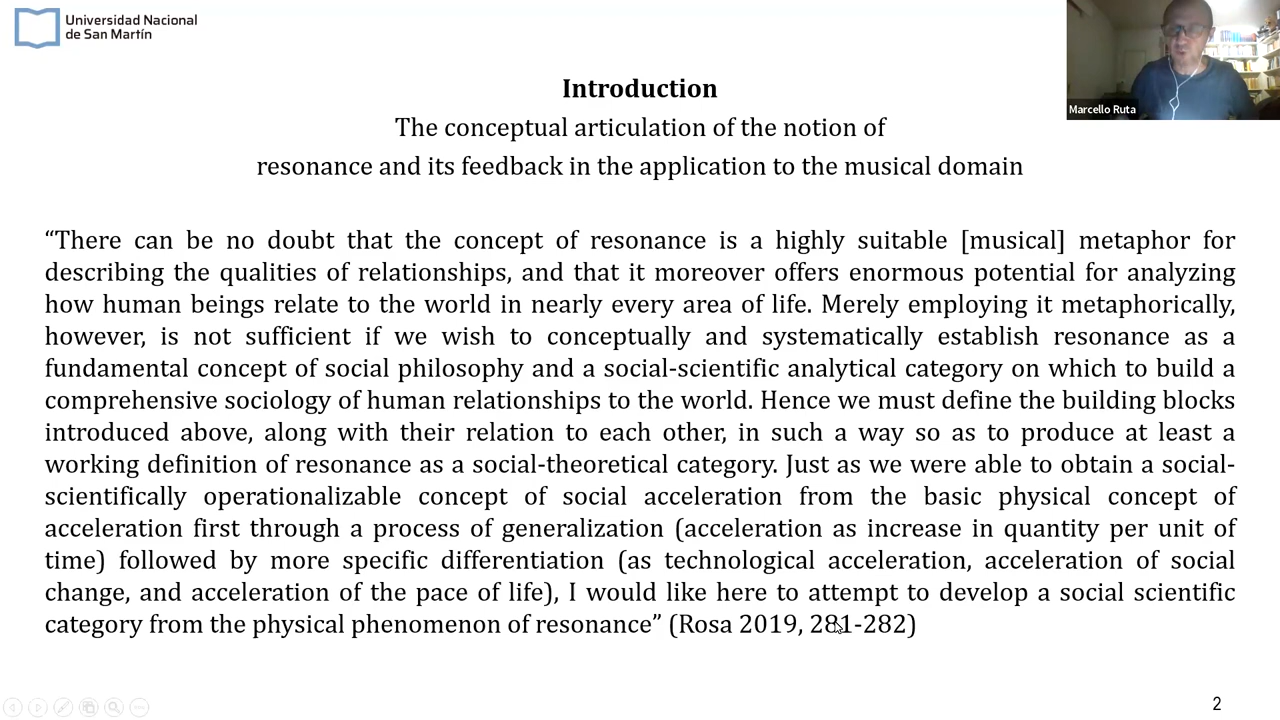 Universidad Nacional
de San Martín
Marcello Ruta
Introduction
The conceptual articulation of the notion of
resonance and its feedback in the application to the musical domain
“There can be no doubt that the concept of resonance is a highly suitable [musical] metaphor for
describing the qualities of relationships, and that it moreover offers enormous potential for analyzing
how human beings relate to the world in nearly every area of life. Merely employing it metaphorically,
however, is not sufficient if we wish to conceptually and systematically establish resonance as a
fundamental concept of social philosophy and a social-scientific analytical category on which to build a
comprehensive sociology of human relationships to the world. Hence we must define the building blocks
introduced above, along with their relation to each other, in such a way so as to produce at least a
working definition of resonance as a social-theoretical category. Just as we were able to obtain a social-
scientifically operationalizable concept of social acceleration from the basic physical concept of
acceleration first through a process of generalization (acceleration as increase in quantity per unit of
time) followed by more specific differentiation (as technological acceleration, acceleration of social
change, and acceleration of the pace of life), I would like here to attempt to develop a social scientific
category from the physical phenomenon of resonance” (Rosa 2019, 281-282)
2